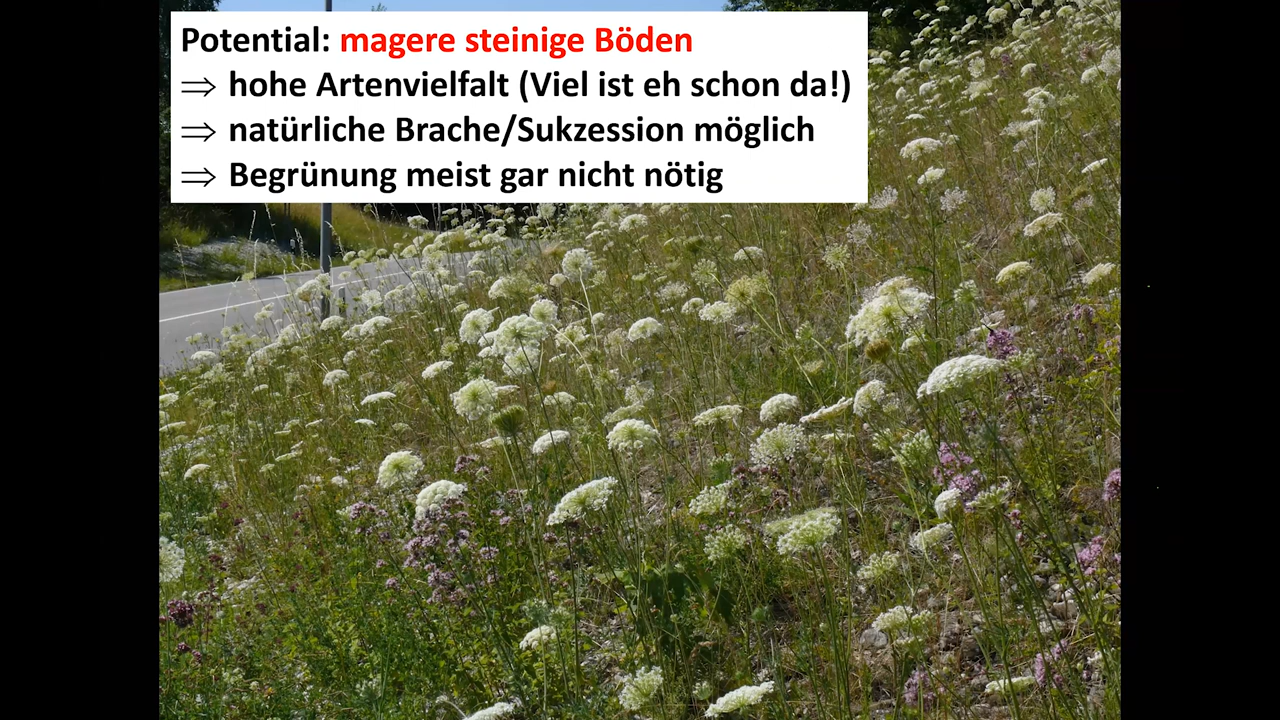 Potential: magere steinige Böden
⇒ hohe Artenvielfalt (Viel ist eh schon da!)
⇒ natürliche Brache/Sukzession möglich
⇒ Begrünung meist gar nicht nötig